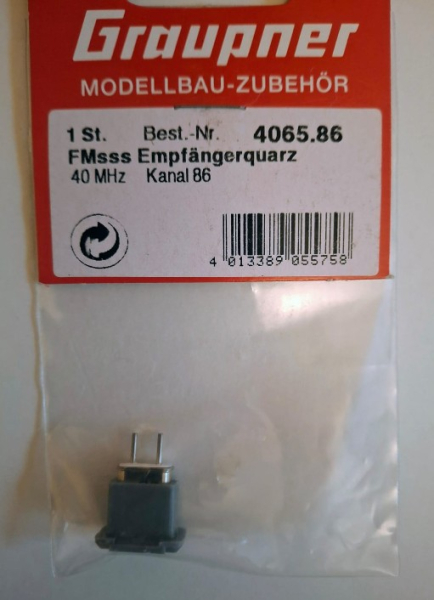 Graupner
MODELLBAU-ZUBEHÖR
1 St. Best.-Nr. 4065.86
FMsss Empfängerquarz
40 MHz Kanal 86
4 013389 055758